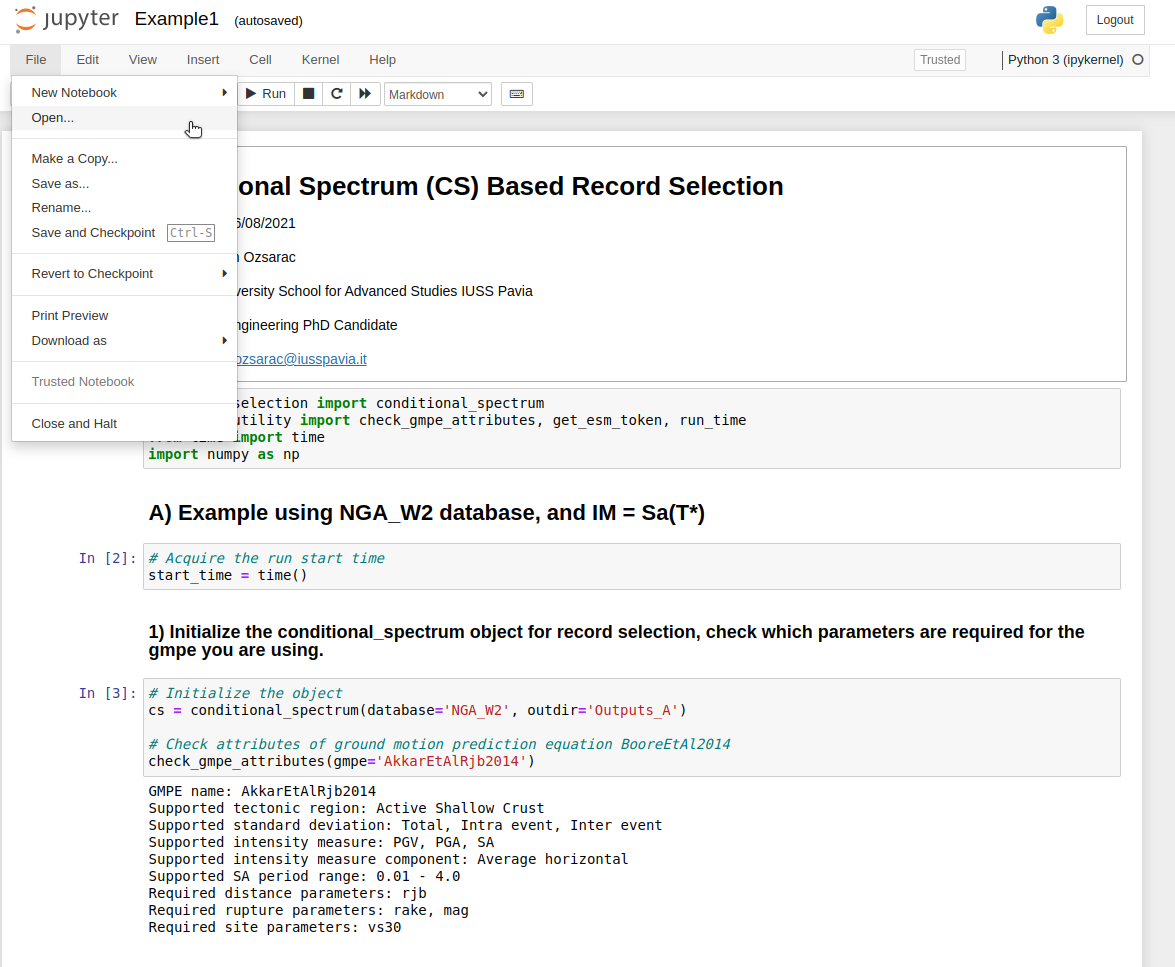 jupyter Example1 (autosaved)
Logout
File Edit View Insert Cell Kernel Help
Trusted
Python 3 (ipykernel)
New Notebook
Open...
Make a Copy...
Save as...
Rename...
Save and Checkpoint Ctrl-S
Revert to Checkpoint
Print Preview
Download as
Trusted Notebook
Close and Halt
Run
Markdown
onal Spectrum (CS) Based Record Selection
6/08/2021
Ozsarac
versity School for Advanced Studies IUSS Pavia
ngineering PhD Candidate
ozsarac@iusspavia.it
selection import conditional_spectrum
utility import check_gmpe_attributes, get_esm_token, run_time
from time import time
import numpy as np
A) Example using NGA_W2 database, and IM = Sa(T*)
In [2]:
# Acquire the run start time
start_time = time()
1) Initialize the conditional_spectrum object for record selection, check which parameters are required for the
gmpe you are using.
In [3]:
# Initialize the object
cs = conditional_spectrum(database='NGA_W2', outdir='Outputs_A')
# Check attributes of ground motion prediction equation BooreEtAl2014
check_gmpe_attributes(gmpe='AkkarEtAlRjb2014')
GMPE name: AkkarEtAlRjb2014
Supported tectonic region: Active Shallow Crust
Supported standard deviation: Total, Intra event, Inter event
Supported intensity measure: PGV, PGA, SA
Supported intensity measure component: Average horizontal
Supported SA period range: 0.01 - 4.0
Required distance parameters: rjb
Required rupture parameters: rake, mag
Required site parameters: vs30